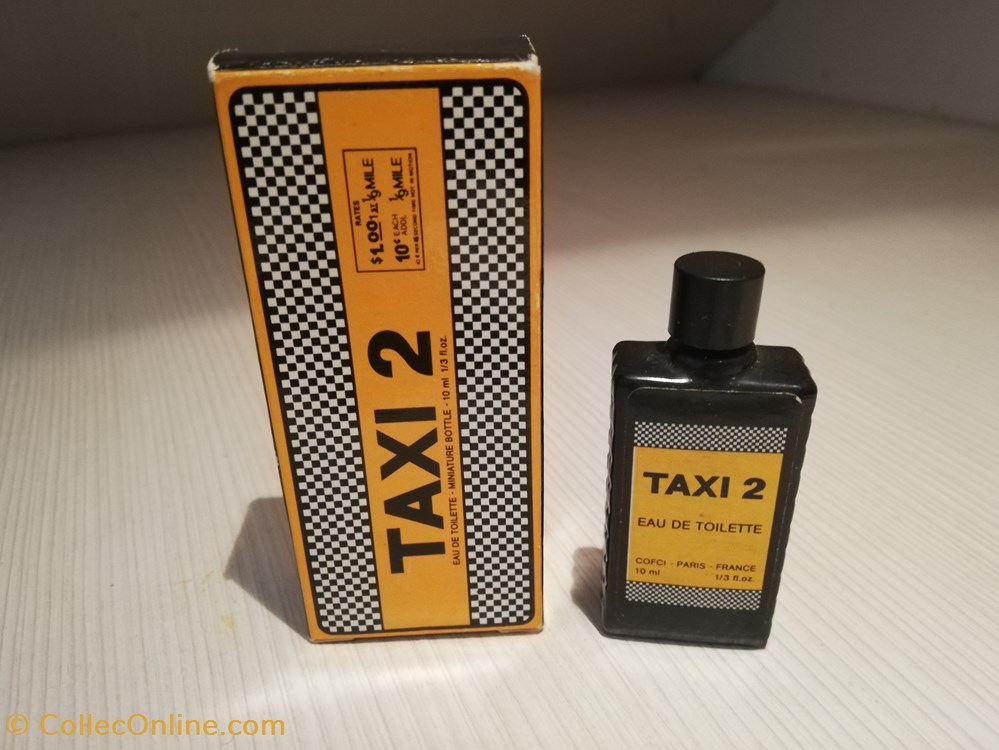 RATES
$1.00 1st 1/9 MILE
10¢ EACH ADDL 1/9 MILE
TAXI 2
EAU DE TOILETTE - MINIATURE BOTTLE - 10 ml 1/3 fl.oz.
TAXI 2
EAU DE TOILETTE
COFCI - PARIS - FRANCE
10 ml 1/3 fl.oz.
© CollecOnline.com